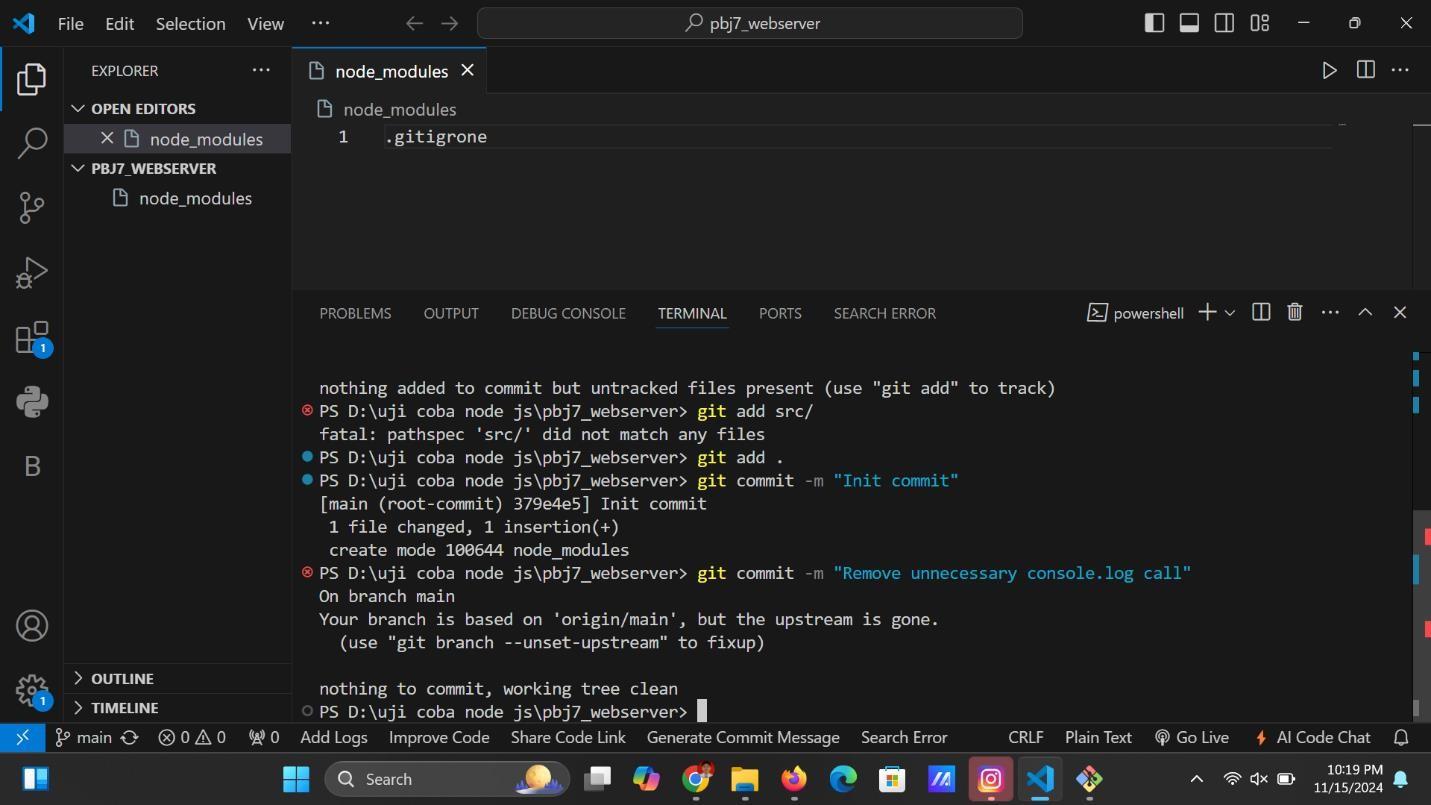 File Edit Selection View ··· pbj7_webserver
EXPLORER ···
OPEN EDITORS
node_modules
PBJ7_WEBSERVER
node_modules
OUTLINE
TIMELINE
node_modules
node_modules
1 .gitigrone
PROBLEMS OUTPUT DEBUG CONSOLE TERMINAL PORTS SEARCH ERROR powershell
nothing added to commit but untracked files present (use "git add" to track)
PS D:\uji coba node js\pbj7_webserver> git add src/
fatal: pathspec 'src/' did not match any files
PS D:\uji coba node js\pbj7_webserver> git add .
PS D:\uji coba node js\pbj7_webserver> git commit -m "Init commit"
[main (root-commit) 379e4e5] Init commit
1 file changed, 1 insertion(+)
create mode 100644 node_modules
PS D:\uji coba node js\pbj7_webserver> git commit -m "Remove unnecessary console.log call"
On branch main
Your branch is based on 'origin/main', but the upstream is gone.
(use "git branch --unset-upstream" to fixup)
nothing to commit, working tree clean
PS D:\uji coba node js\pbj7_webserver>
B
1
1
main 0 0 0 Add Logs Improve Code Share Code Link Generate Commit Message Search Error CRLF Plain Text Go Live AI Code Chat
Search
10:19 PM
11/15/2024